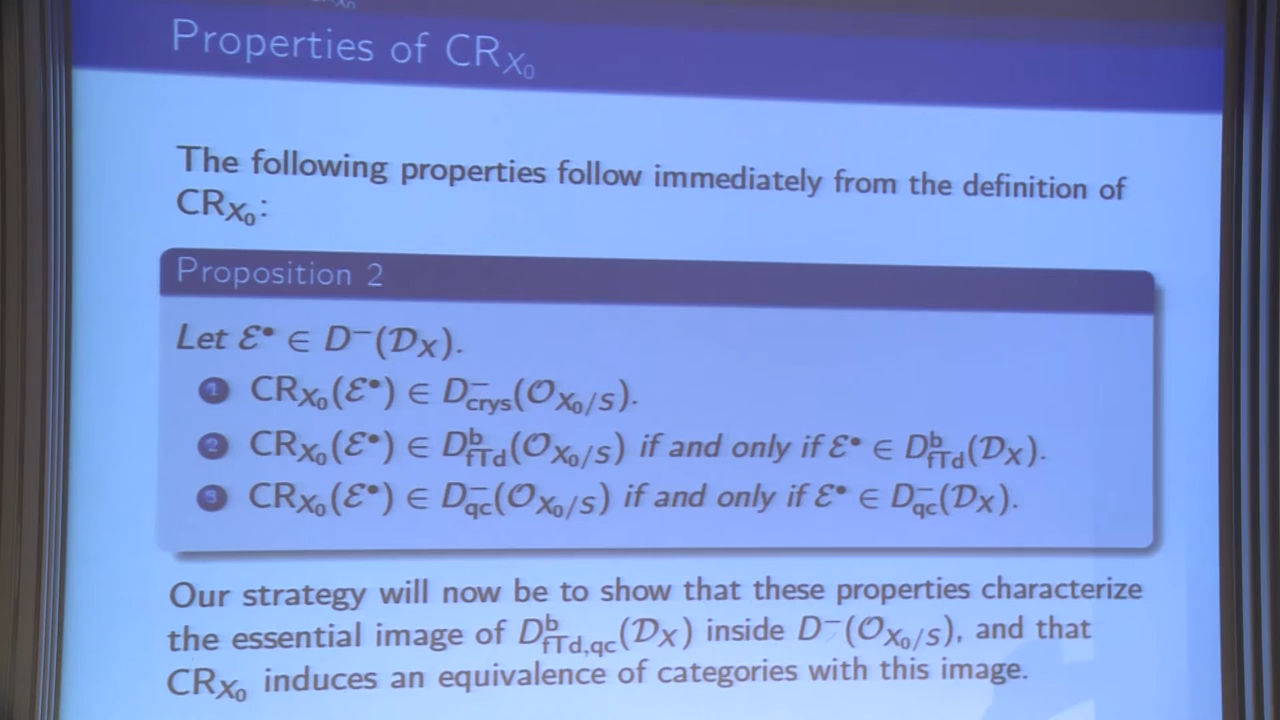 Properties of CR_{X_0}
The following properties follow immediately from the definition of
CR_{X_0}:
Proposition 2
Let ℰ• ∈ D⁻(𝒟_X).
1 CR_{X_0}(ℰ•) ∈ D⁻_{crys}(𝒪_{X_0/S}).
2 CR_{X_0}(ℰ•) ∈ D^b_{fTd}(𝒪_{X_0/S}) if and only if ℰ• ∈ D^b_{fTd}(𝒟_X).
3 CR_{X_0}(ℰ•) ∈ D⁻_{qc}(𝒪_{X_0/S}) if and only if ℰ• ∈ D⁻_{qc}(𝒟_X).
Our strategy will now be to show that these properties characterize
the essential image of D^b_{fTd,qc}(𝒟_X) inside D⁻(𝒪_{X_0/S}), and that
CR_{X_0} induces an equivalence of categories with this image.